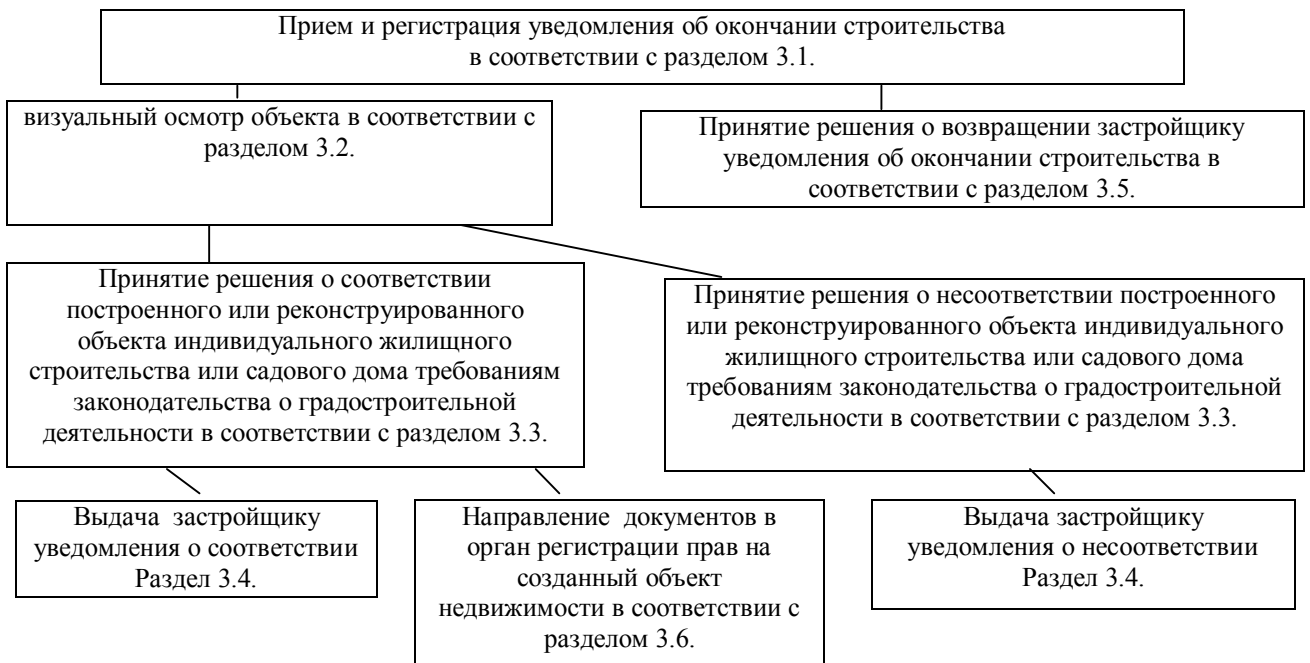 Прием и регистрация уведомления об окончании строительства
в соответствии с разделом 3.1.
визуальный осмотр объекта в соответствии с
разделом 3.2.
Принятие решения о возвращении застройщику
уведомления об окончании строительства в
соответствии с разделом 3.5.
Принятие решения о соответствии
построенного или реконструированного
объекта индивидуального жилищного
строительства или садового дома требованиям
законодательства о градостроительной
деятельности в соответствии с разделом 3.3.
Принятие решения о несоответствии построенного
или реконструированного объекта индивидуального
жилищного строительства или садового дома
требованиям законодательства о градостроительной
деятельности в соответствии с разделом 3.3.
Выдача застройщику
уведомления о соответствии
Раздел 3.4.
Направление документов в
орган регистрации прав на
созданный объект
недвижимости в соответствии с
разделом 3.6.
Выдача застройщику
уведомления о несоответствии
Раздел 3.4.